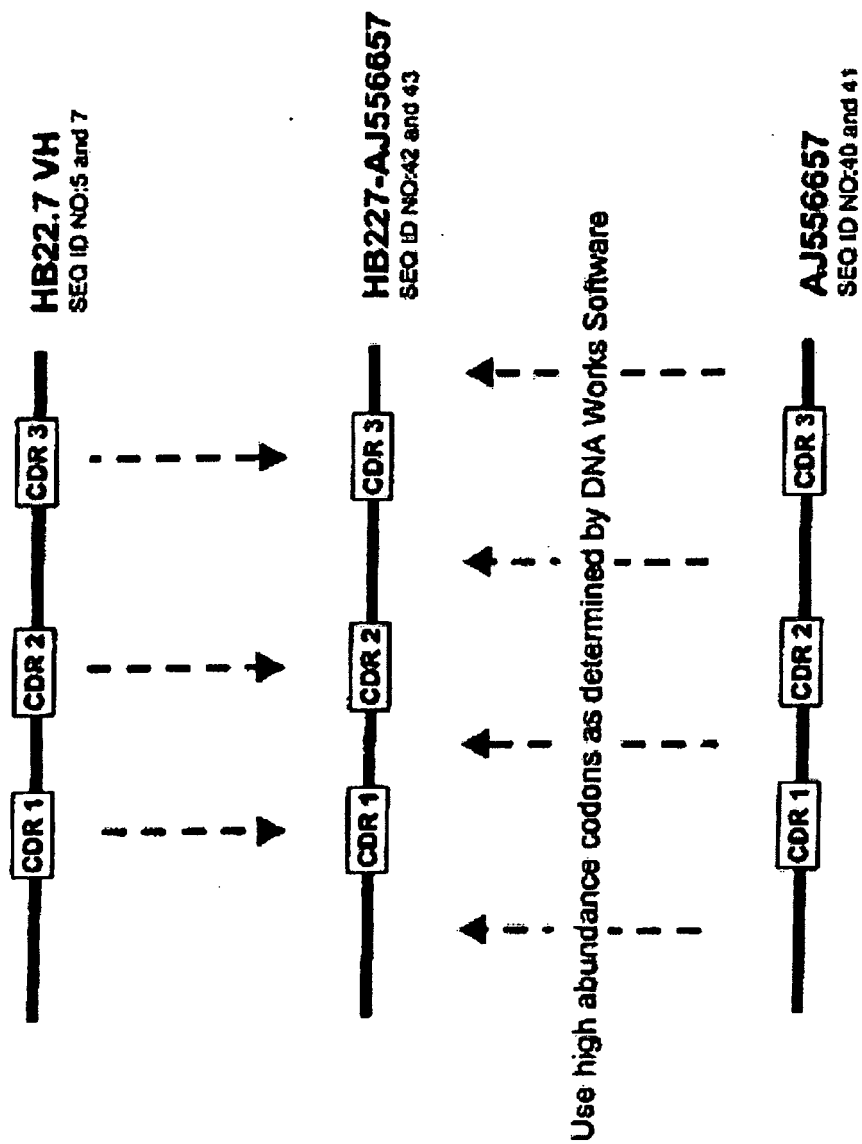 CDR 1 CDR 2 CDR 3 HB22.7 VH
SEQ ID NO:5 and 7
CDR 1 CDR 2 CDR 3 HB227-AJ556657
SEQ ID NO:42 and 43
Use high abundance codons as determined by DNA Works Software
CDR 1 CDR 2 CDR 3 AJ556657
SEQ ID NO:40 and 41